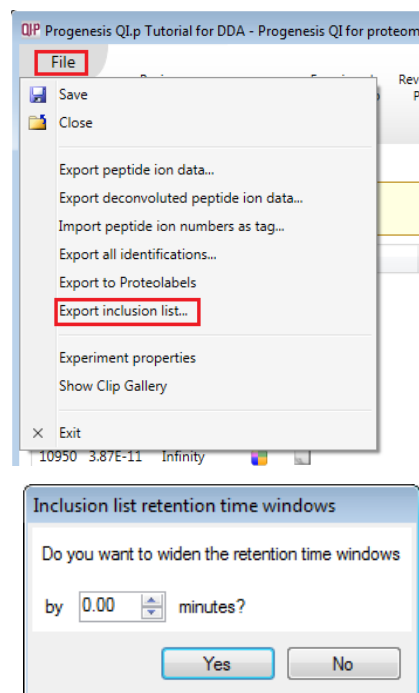 QIP Progenesis QI.p Tutorial for DDA - Progenesis QI for proteom
File
Rev
Save
Close
Export peptide ion data...
Export deconvoluted peptide ion data...
Import peptide ion numbers as tag...
Export all identifications...
Export to Proteolabels
Export inclusion list...
Experiment properties
Show Clip Gallery
Exit
10950 3.87E-11 Infinity
Inclusion list retention time windows
Do you want to widen the retention time windows
by 0.00 minutes?
Yes No